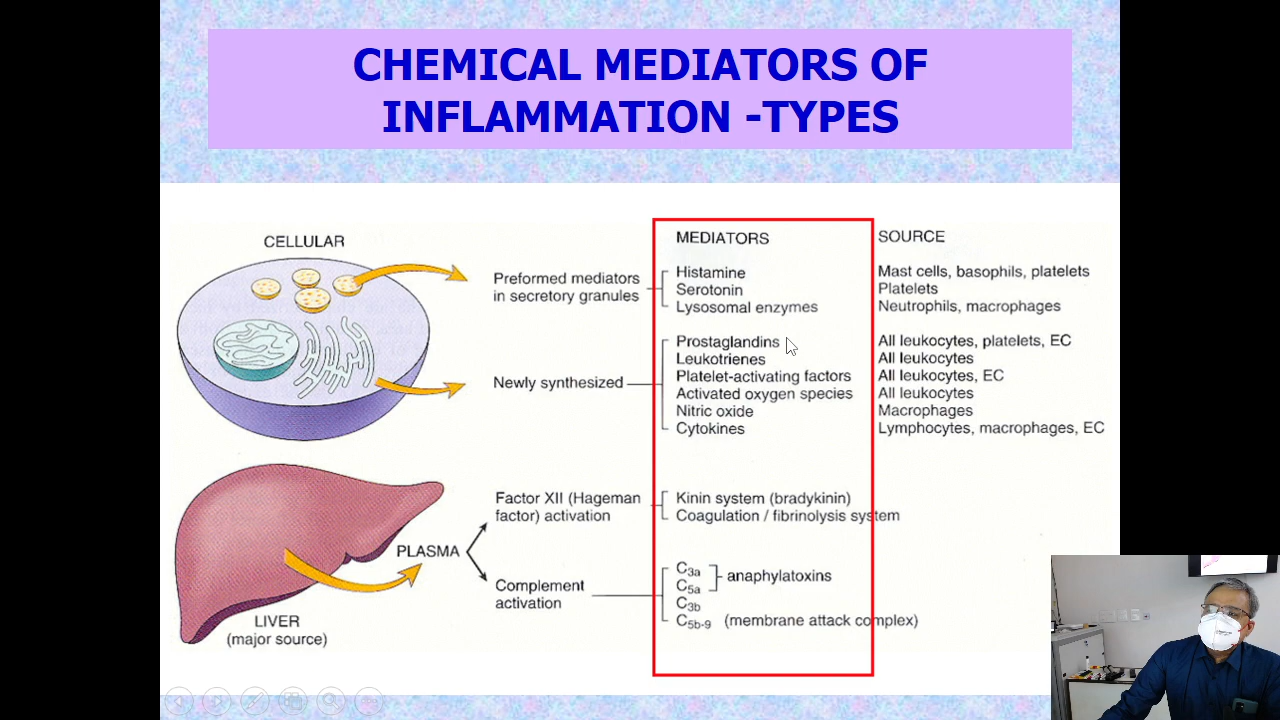 CHEMICAL MEDIATORS OF
INFLAMMATION -TYPES
CELLULAR
Preformed mediators
in secretory granules
Newly synthesized
MEDIATORS
Histamine
Serotonin
Lysosomal enzymes
Prostaglandins
Leukotrienes
Platelet-activating factors
Activated oxygen species
Nitric oxide
Cytokines
SOURCE
Mast cells, basophils, platelets
Platelets
Neutrophils, macrophages
All leukocytes, platelets, EC
All leukocytes
All leukocytes, EC
All leukocytes
Macrophages
Lymphocytes, macrophages, EC
LIVER
(major source)
PLASMA
Factor XII (Hageman
factor) activation
Kinin system (bradykinin)
Coagulation / fibrinolysis system
Complement
activation
C3a
C5a
anaphylatoxins
C3b
C5b-9 (membrane attack complex)